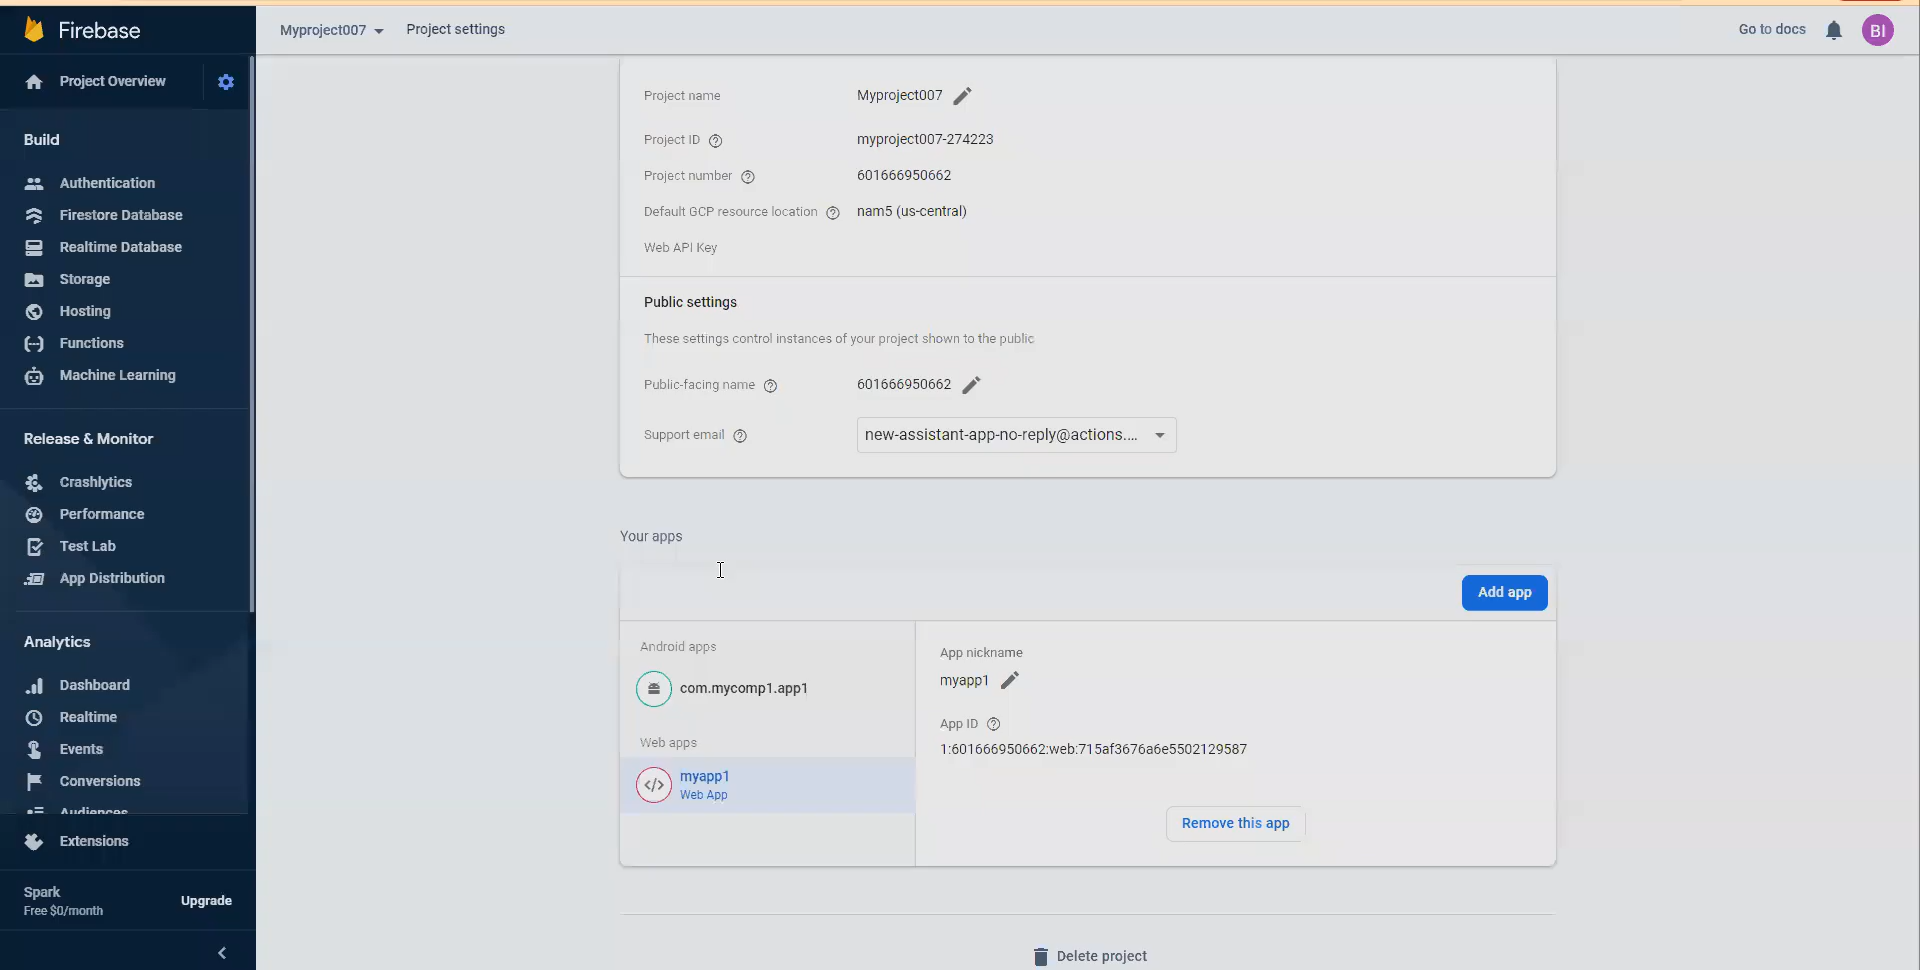 Firebase
Myproject007
Project settings
Go to docs
BI
Project Overview
Build
Authentication
Firestore Database
Realtime Database
Storage
Hosting
Functions
Machine Learning
Release & Monitor
Crashlytics
Performance
Test Lab
App Distribution
Analytics
Dashboard
Realtime
Events
Conversions
Audiences
Extensions
Spark
Free $0/month
Upgrade
Project name Myproject007
Project ID myproject007-274223
Project number 601666950662
Default GCP resource location nam5 (us-central)
Web API Key
Public settings
These settings control instances of your project shown to the public
Public-facing name 601666950662
Support email new-assistant-app-no-reply@actions....
Your apps
Add app
Android apps
com.mycomp1.app1
Web apps
myapp1
Web App
App nickname
myapp1
App ID
1:601666950662:web:715af3676a6e5502129587
Remove this app
Delete project